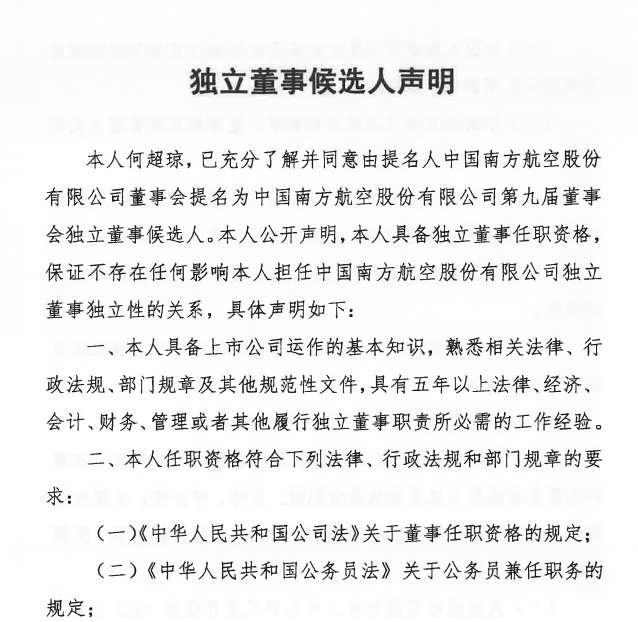 独立董事候选人声明
本人何超琼，已充分了解并同意由提名人中国南方航空股份
有限公司董事会提名为中国南方航空股份有限公司第九届董事
会独立董事候选人。本人公开声明，本人具备独立董事任职资格，
保证不存在任何影响本人担任中国南方航空股份有限公司独立
董事独立性的关系，具体声明如下：
一、本人具备上市公司运作的基本知识，熟悉相关法律、行
政法规、部门规章及其他规范性文件，具有五年以上法律、经济、
会计、财务、管理或者其他履行独立董事职责所必需的工作经验。
二、本人任职资格符合下列法律、行政法规和部门规章的要
求：
（一）《中华人民共和国公司法》关于董事任职资格的规定；
（二）《中华人民共和国公务员法》关于公务员兼任职务的
规定；